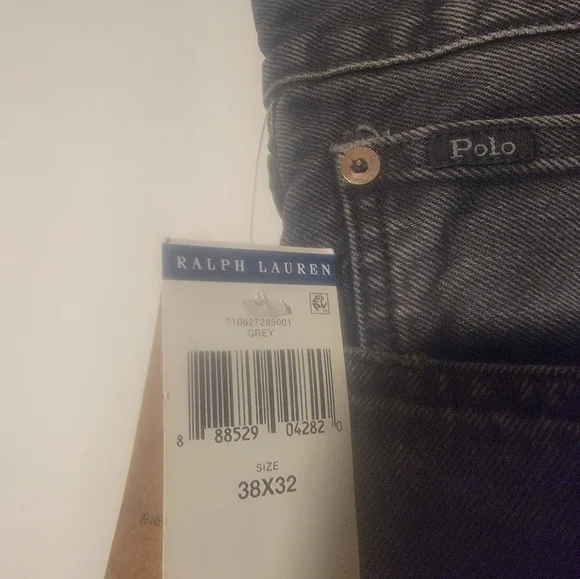 Polo
RALPH LAUREN
710827285001
GREY
8 88529 04282 0
SIZE
38X32